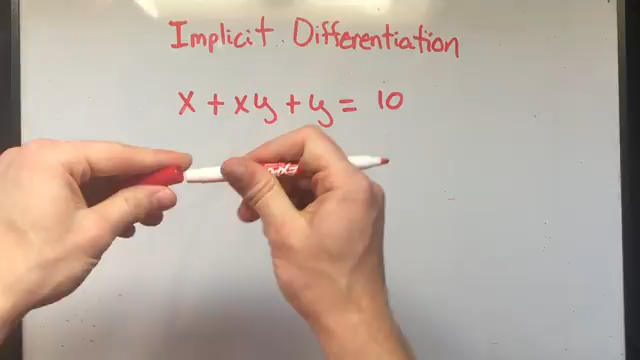 Implicit Differentiation
x + xy + y = 10